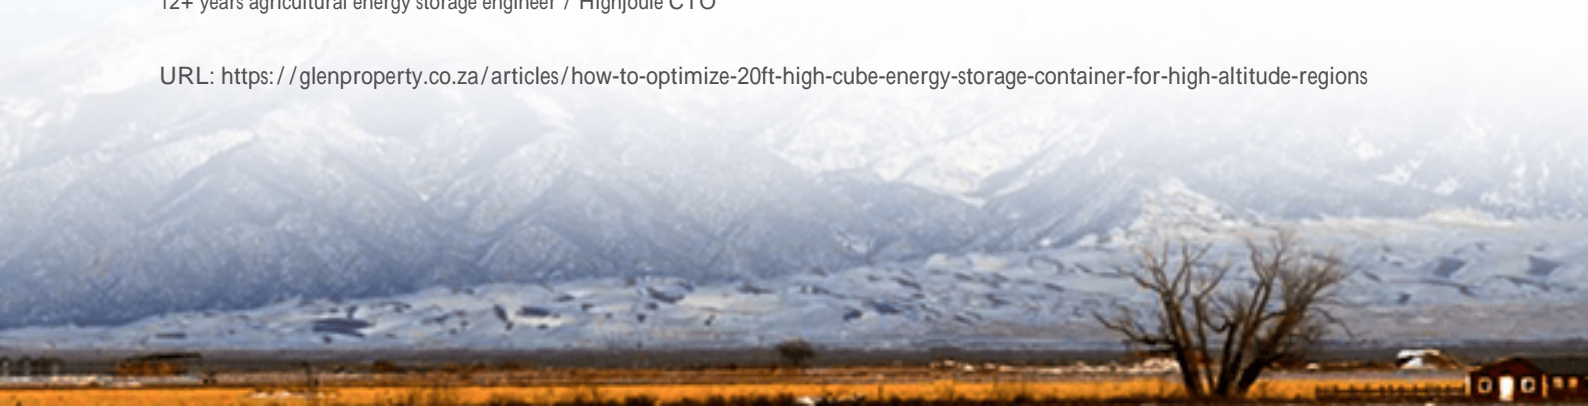 12+ years agricultural energy storage engineer / Highjoule CTO
URL: https://glenproperty.co.za/articles/how-to-optimize-20ft-high-cube-energy-storage-container-for-high-altitude-regions